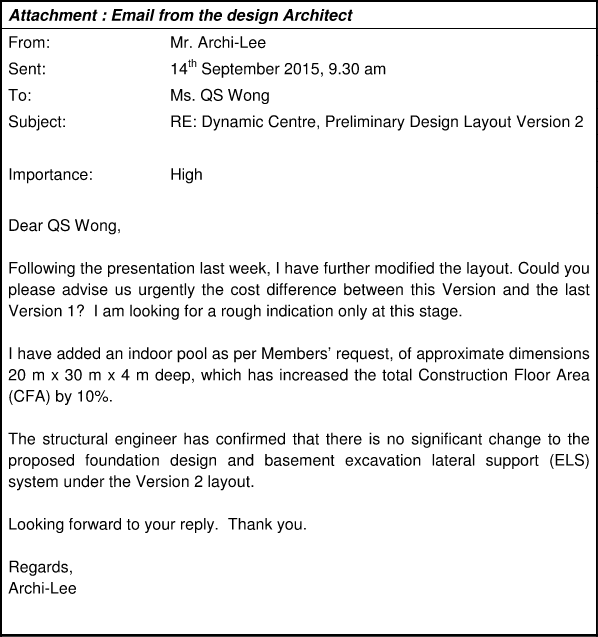 Attachment : Email from the design Architect
From: Mr. Archi-Lee
Sent: 14th September 2015, 9.30 am
To: Ms. QS Wong
Subject: RE: Dynamic Centre, Preliminary Design Layout Version 2
Importance: High
Dear QS Wong,
Following the presentation last week, I have further modified the layout. Could you
please advise us urgently the cost difference between this Version and the last
Version 1? I am looking for a rough indication only at this stage.
I have added an indoor pool as per Members' request, of approximate dimensions
20 m x 30 m x 4 m deep, which has increased the total Construction Floor Area
(CFA) by 10%.
The structural engineer has confirmed that there is no significant change to the
proposed foundation design and basement excavation lateral support (ELS)
system under the Version 2 layout.
Looking forward to your reply. Thank you.
Regards,
Archi-Lee